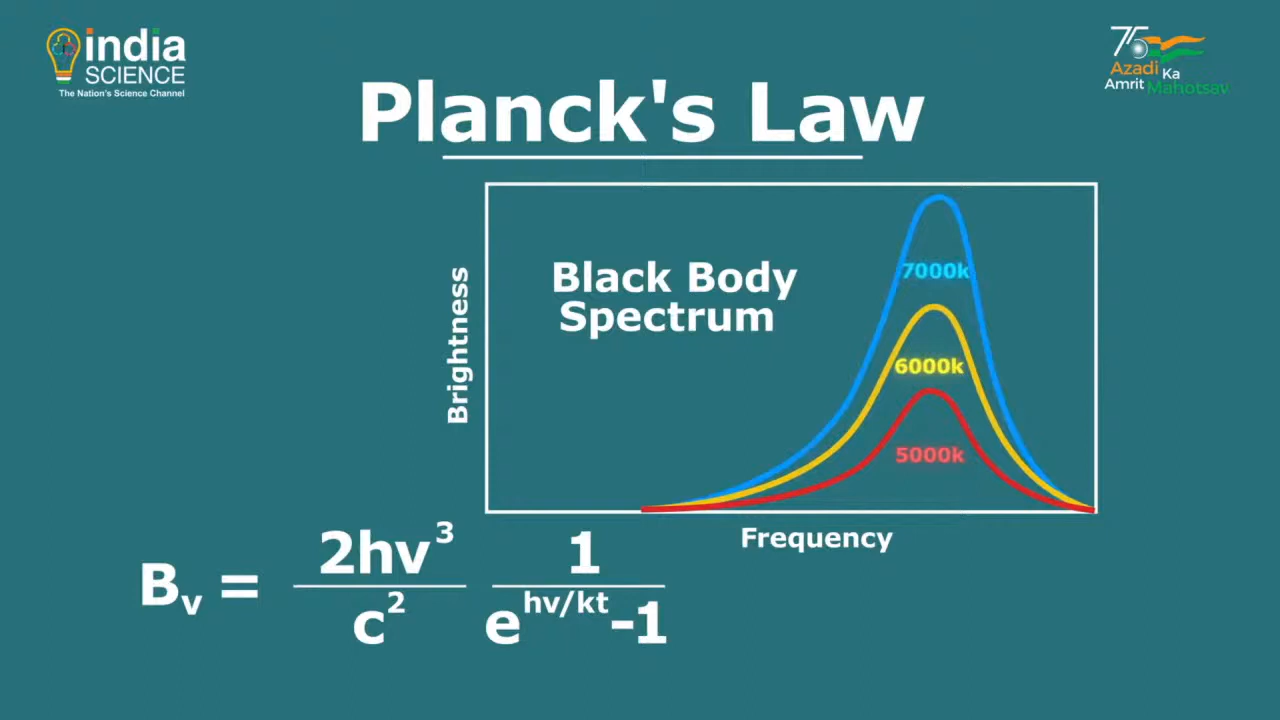 india
SCIENCE
The Nation's Science Channel
75
Azadi Ka
Amrit Mahotsav
Planck's Law
Black Body
Spectrum
7000k
6000k
5000k
Brightness
Frequency
Bᵥ = 2hv³/c² 1/e^hv/kt-1